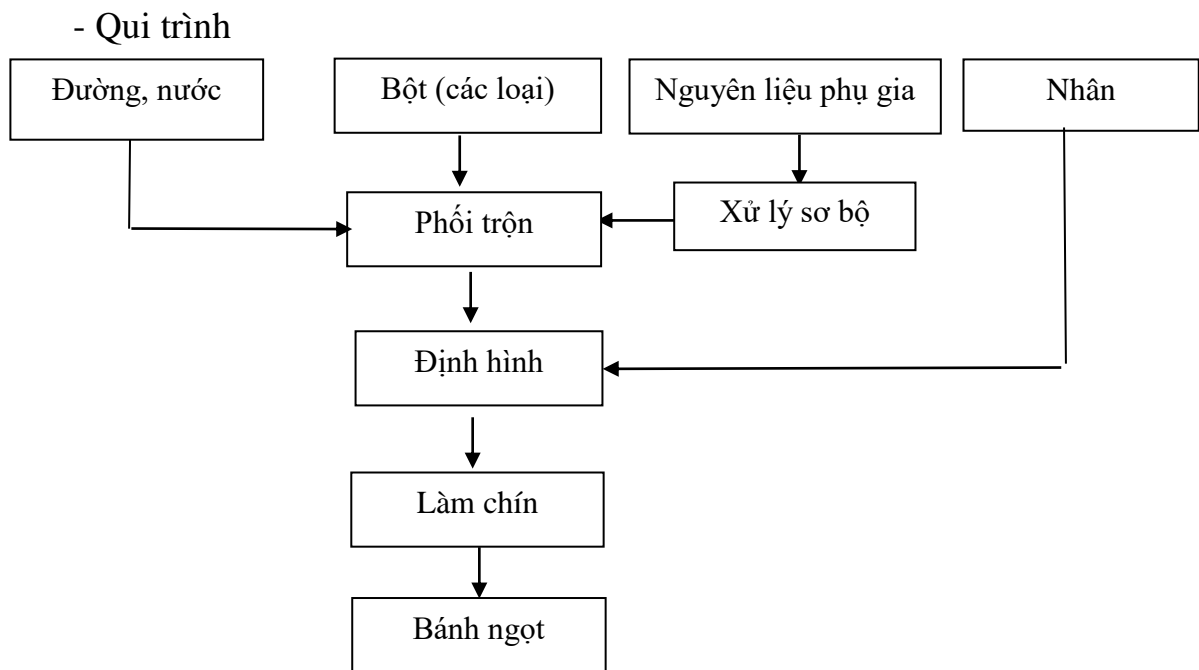 - Qui trình
Đường, nước
Bột (các loại)
Nguyên liệu phụ gia
Nhân
Phối trộn
Xử lý sơ bộ
Định hình
Làm chín
Bánh ngọt